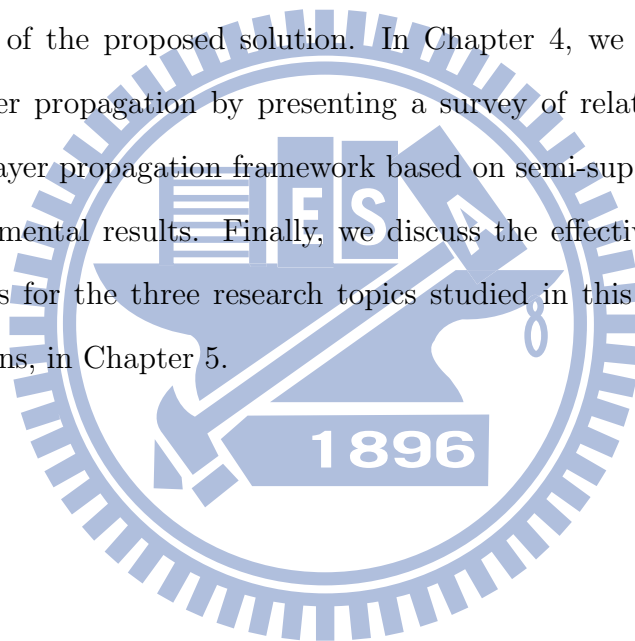 of the proposed solution. In Chapter 4, we
er propagation by presenting a survey of relat
ayer propagation framework based on semi-sup
E S A
mental results. Finally, we discuss the effectiv
s for the three research topics studied in this
ns, in Chapter 5.
1896